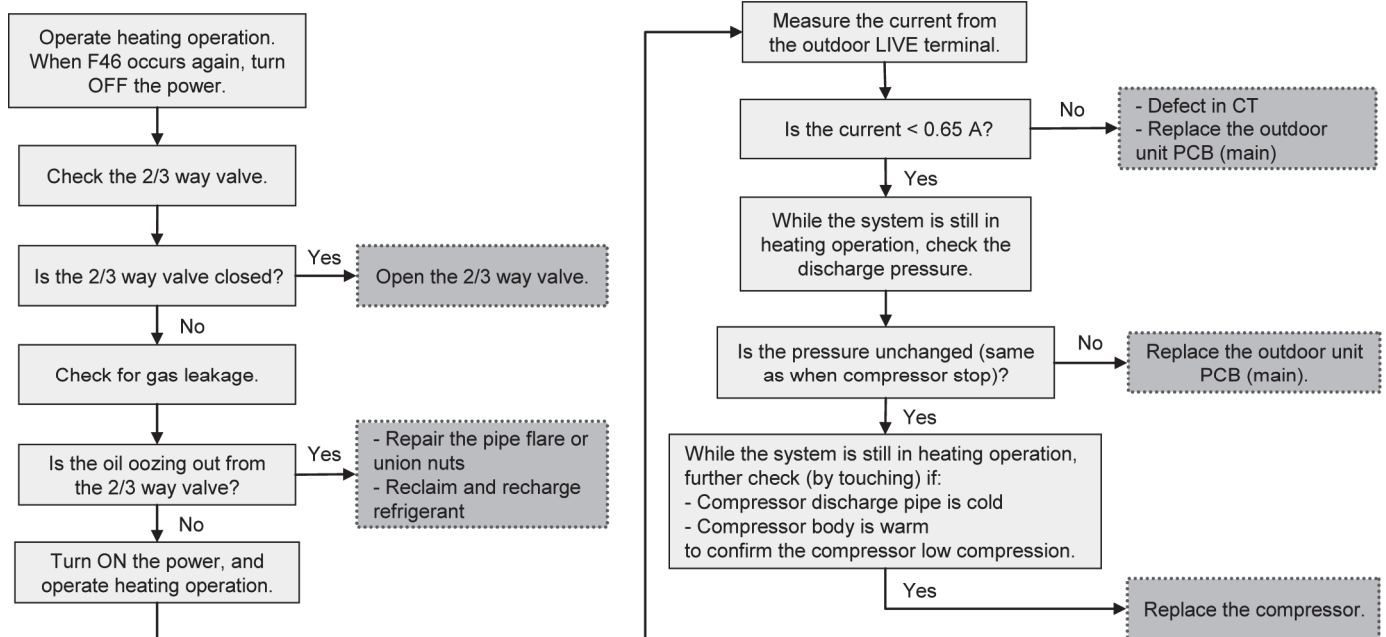 Operate heating operation.
When F46 occurs again, turn
OFF the power.
Check the 2/3 way valve.
Is the 2/3 way valve closed?
Yes
Open the 2/3 way valve.
No
Check for gas leakage.
Is the oil oozing out from
the 2/3 way valve?
Yes
- Repair the pipe flare or
union nuts
- Reclaim and recharge
refrigerant
No
Turn ON the power, and
operate heating operation.
Measure the current from
the outdoor LIVE terminal.
Is the current < 0.65 A?
No
- Defect in CT
- Replace the outdoor
unit PCB (main)
Yes
While the system is still in
heating operation, check the
discharge pressure.
Is the pressure unchanged (same
as when compressor stop)?
No
Replace the outdoor unit
PCB (main).
Yes
While the system is still in heating operation,
further check (by touching) if:
- Compressor discharge pipe is cold
- Compressor body is warm
to confirm the compressor low compression.
Yes
Replace the compressor.